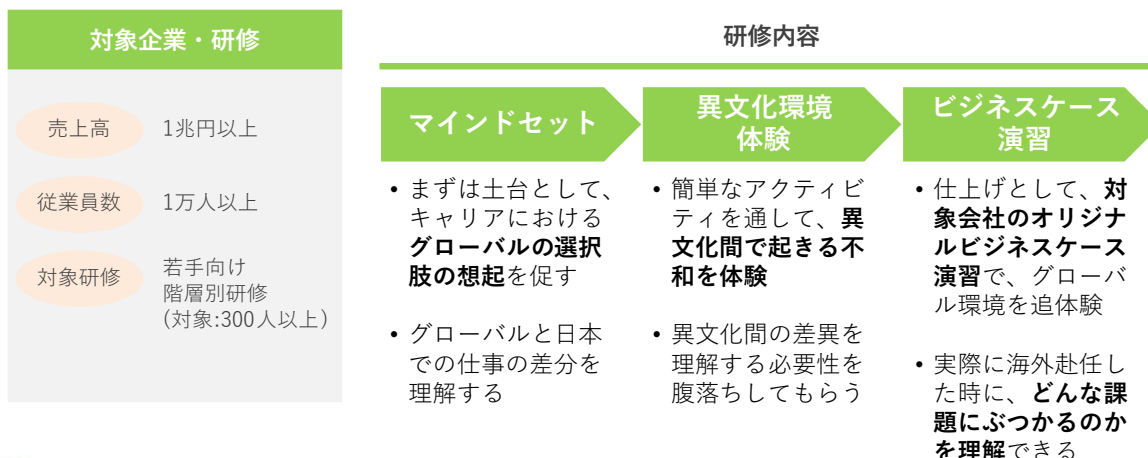 対象企業・研修
売上高
1兆円以上
従業員数
1万人以上
対象研修
若手向け
階層別研修
(対象:300人以上)
研修内容
マインドセット
• まずは土台として、
キャリアにおける
グローバルの選択
肢の想起を促す
• グローバルと日本
での仕事の差分を
理解する
異文化環境
体験
• 簡単なアクティビ
ティを通して、異
文化間で起きる不
和を体験
• 異文化間の差異を
理解する必要性を
腹落ちしてもらう
ビジネスケース
演習
• 仕上げとして、対
象会社のオリジナ
ルビジネスケース
演習で、グローバ
ル環境を追体験
• 実際に海外赴任し
た時に、どんな課
題にぶつかるのか
を理解できる